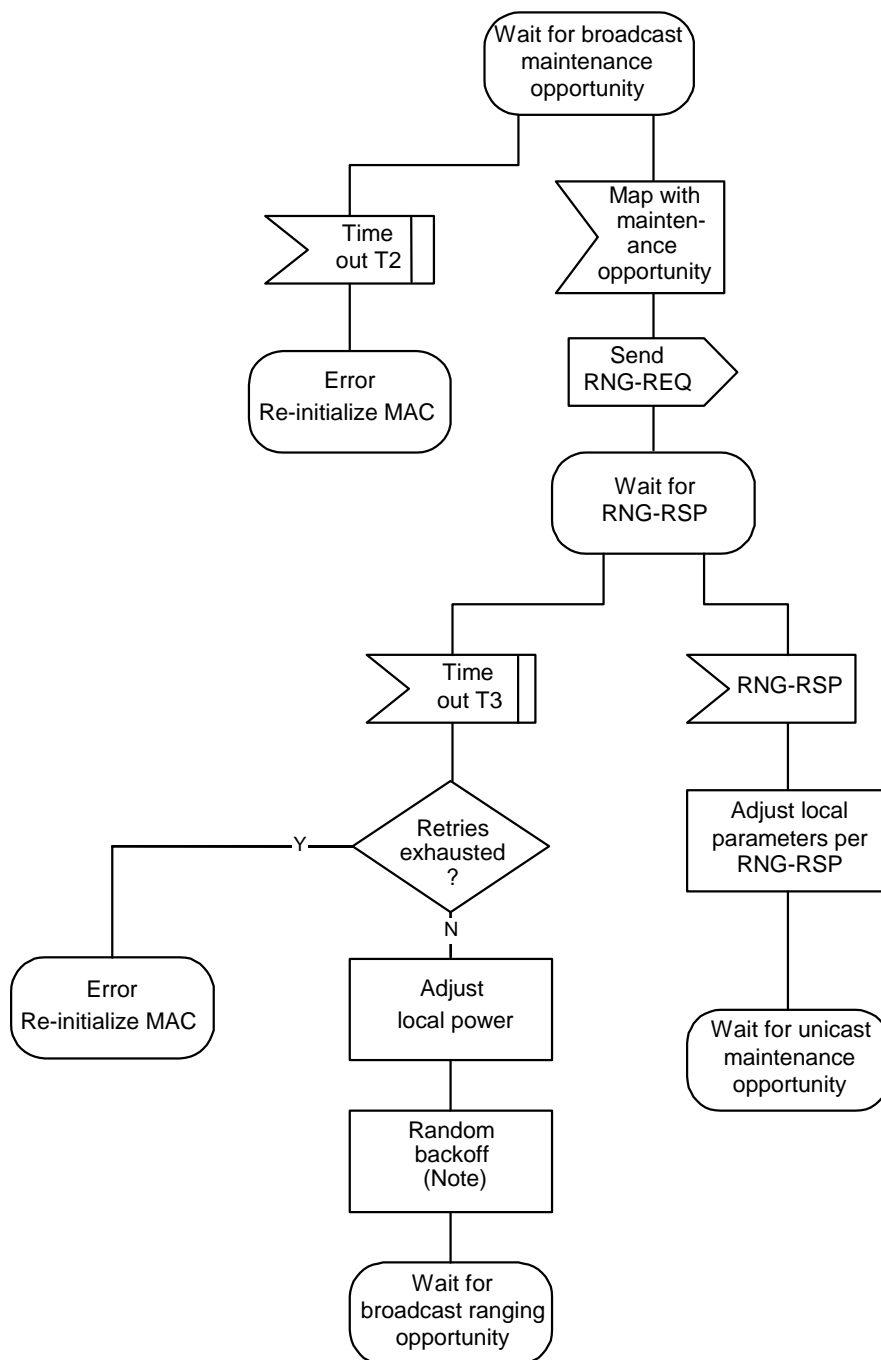 Wait for broadcast
maintenance
opportunity
Time
out T2
Map with
mainten-
ance
opportunity
Error
Re-initialize MAC
Send
RNG-REQ
Wait for
RNG-RSP
Time
out T3
RNG-RSP
Retries
exhausted
?
Y
N
Adjust local
parameters per
RNG-RSP
Error
Re-initialize MAC
Adjust
local power
Wait for unicast
maintenance
opportunity
Random
backoff
(Note)
Wait for
broadcast ranging
opportunity